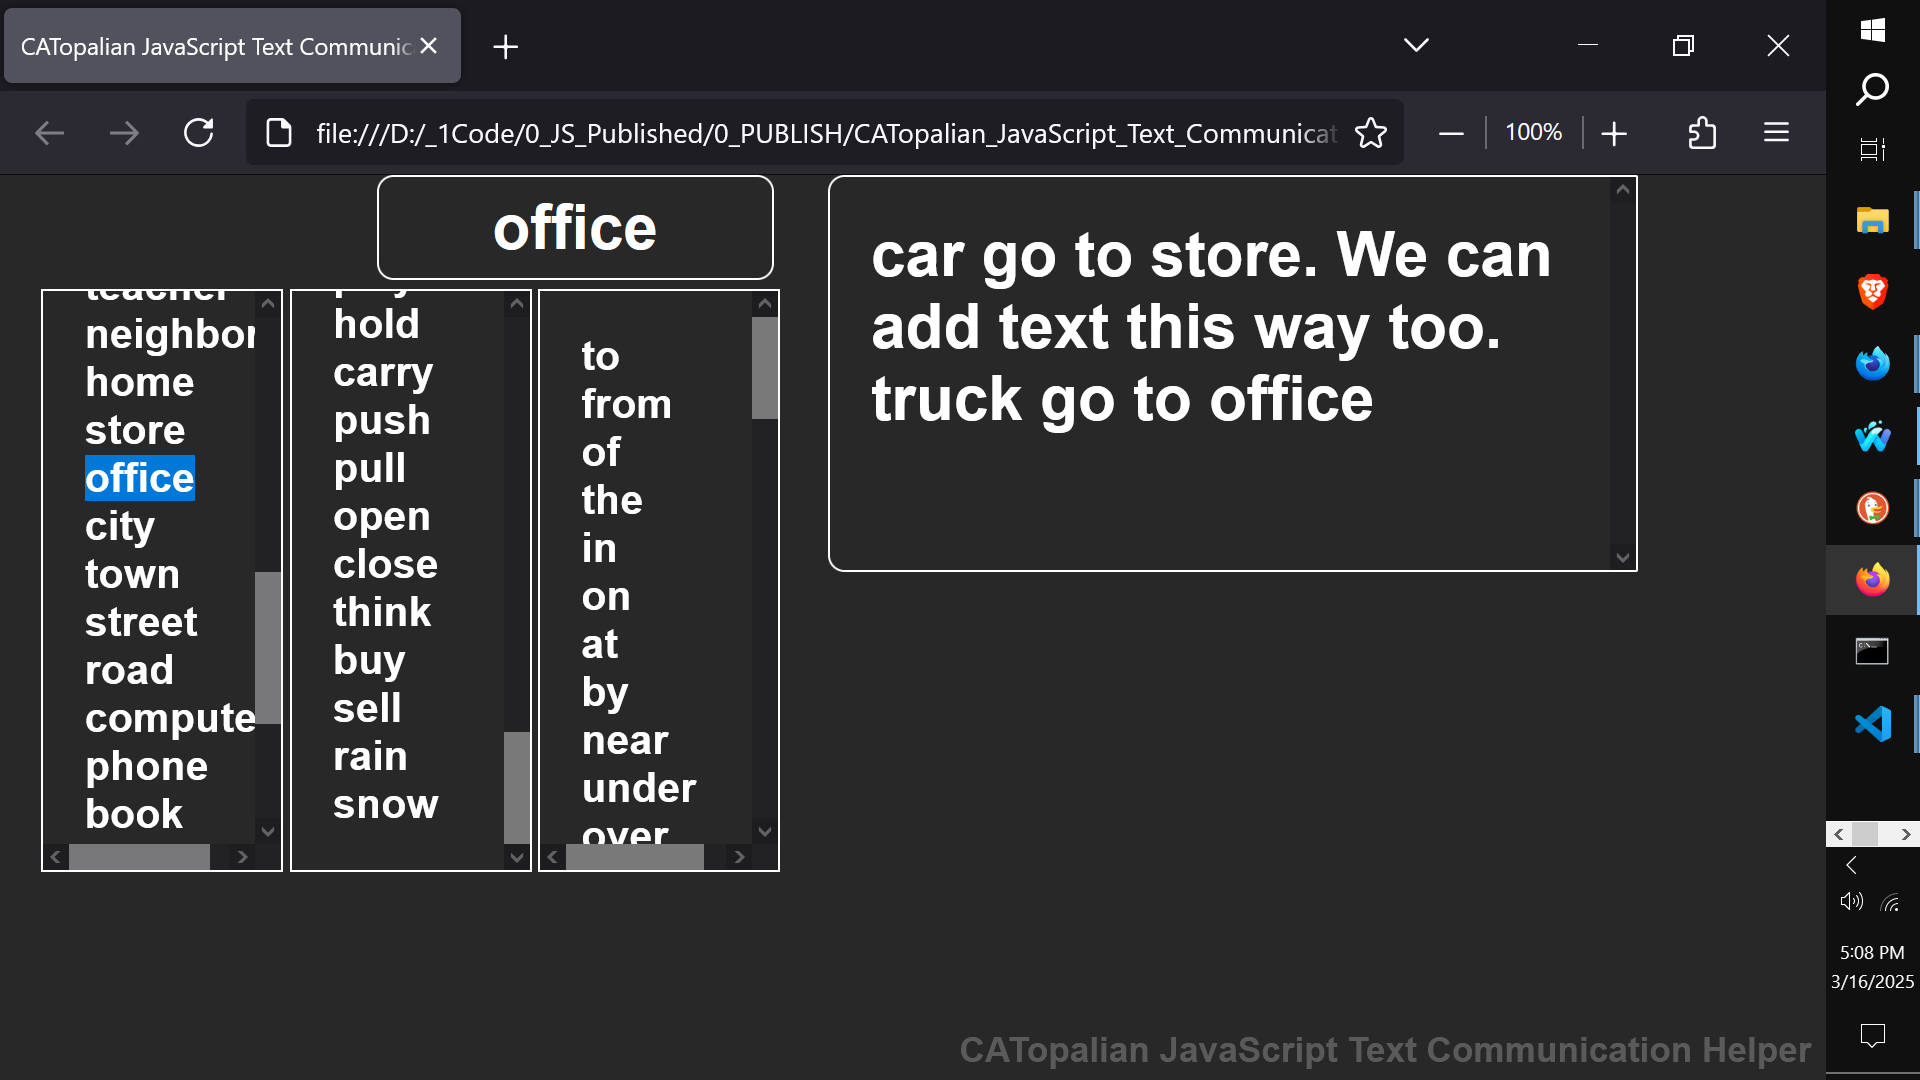 CATopalian JavaScript Text Communic
file:///D:/_1Code/0_JS_Published/0_PUBLISH/CATopalian_JavaScript_Text_Communicat
100%
office
teacher
neighbor
home
store
office
city
town
street
road
compute
phone
book
hold
carry
push
pull
open
close
think
buy
sell
rain
snow
to
from
of
the
in
on
at
by
near
under
over
car go to store. We can
add text this way too.
truck go to office
5:08 PM
3/16/2025
CATopalian JavaScript Text Communication Helper